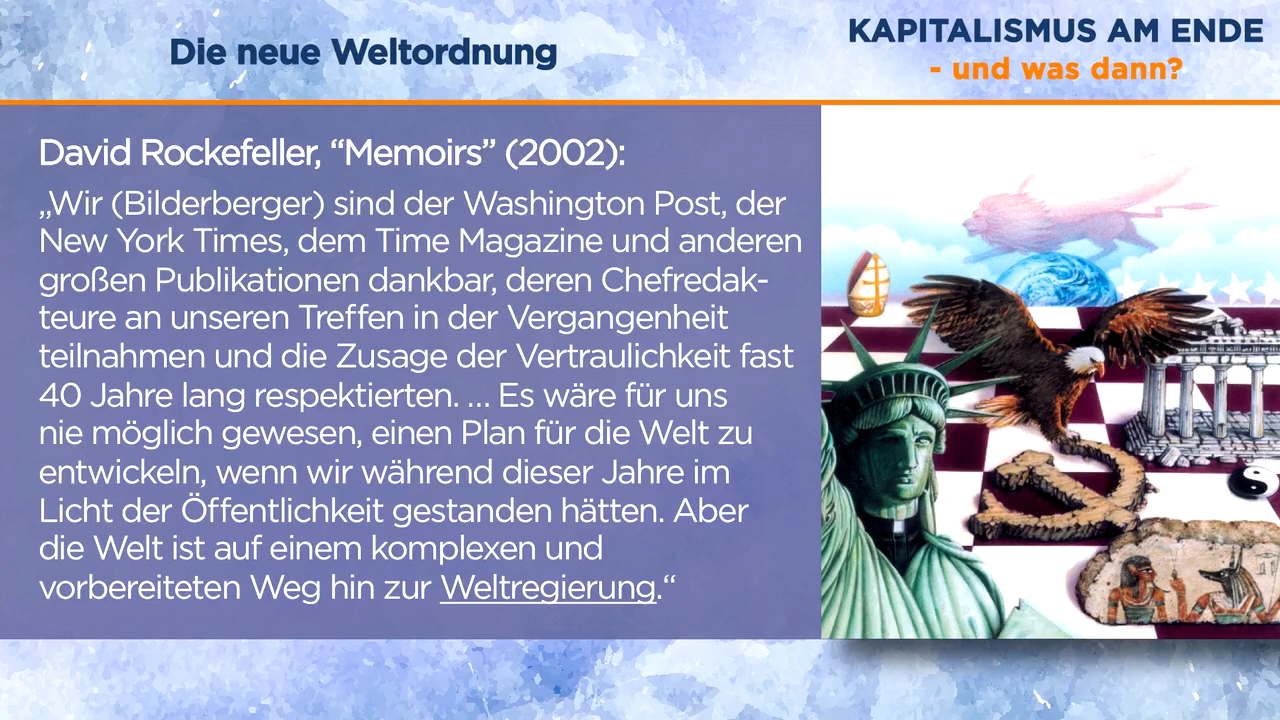 Die neue Weltordnung
KAPITALISMUS AM ENDE
- und was dann?
David Rockefeller, “Memoirs” (2002):
„Wir (Bilderberger) sind der Washington Post, der
New York Times, dem Time Magazine und anderen
großen Publikationen dankbar, deren Chefredak-
teure an unseren Treffen in der Vergangenheit
teilnahmen und die Zusage der Vertraulichkeit fast
40 Jahre lang respektierten. ... Es wäre für uns
nie möglich gewesen, einen Plan für die Welt zu
entwickeln, wenn wir während dieser Jahre im
Licht der Öffentlichkeit gestanden hätten. Aber
die Welt ist auf einem komplexen und
vorbereiteten Weg hin zur Weltregierung.“